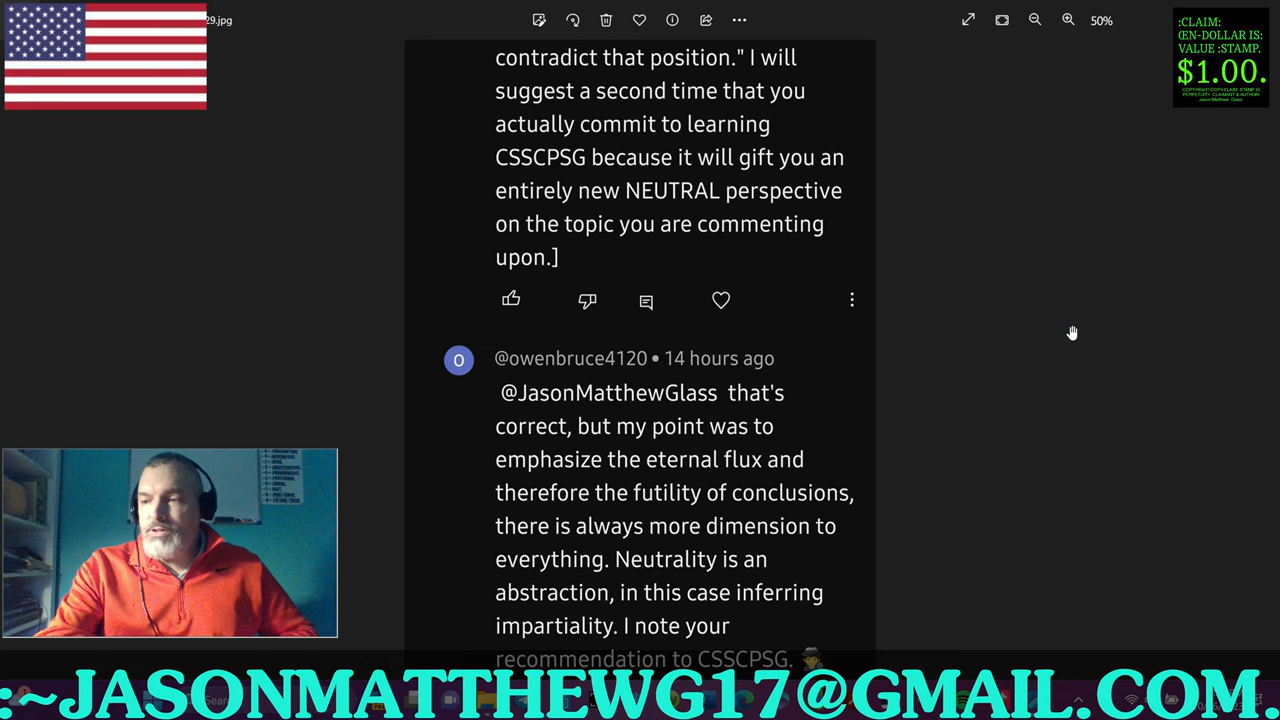 29.jpg
50%
:CLAIM:
ŒN-DOLLAR IS:
VALUE :STAMP.
$1.00.
Jason-Matthew: Glass
contradict that position." I will
suggest a second time that you
actually commit to learning
CSSCPSG because it will gift you an
entirely new NEUTRAL perspective
on the topic you are commenting
upon.]
O
@owenbruce4120 • 14 hours ago
@JasonMatthewGlass that's
correct, but my point was to
emphasize the eternal flux and
therefore the futility of conclusions,
there is always more dimension to
everything. Neutrality is an
abstraction, in this case inferring
impartiality. I note your
recommendation to CSSCPSG.
:~JASONMATTHEWG17@GMAIL.COM.